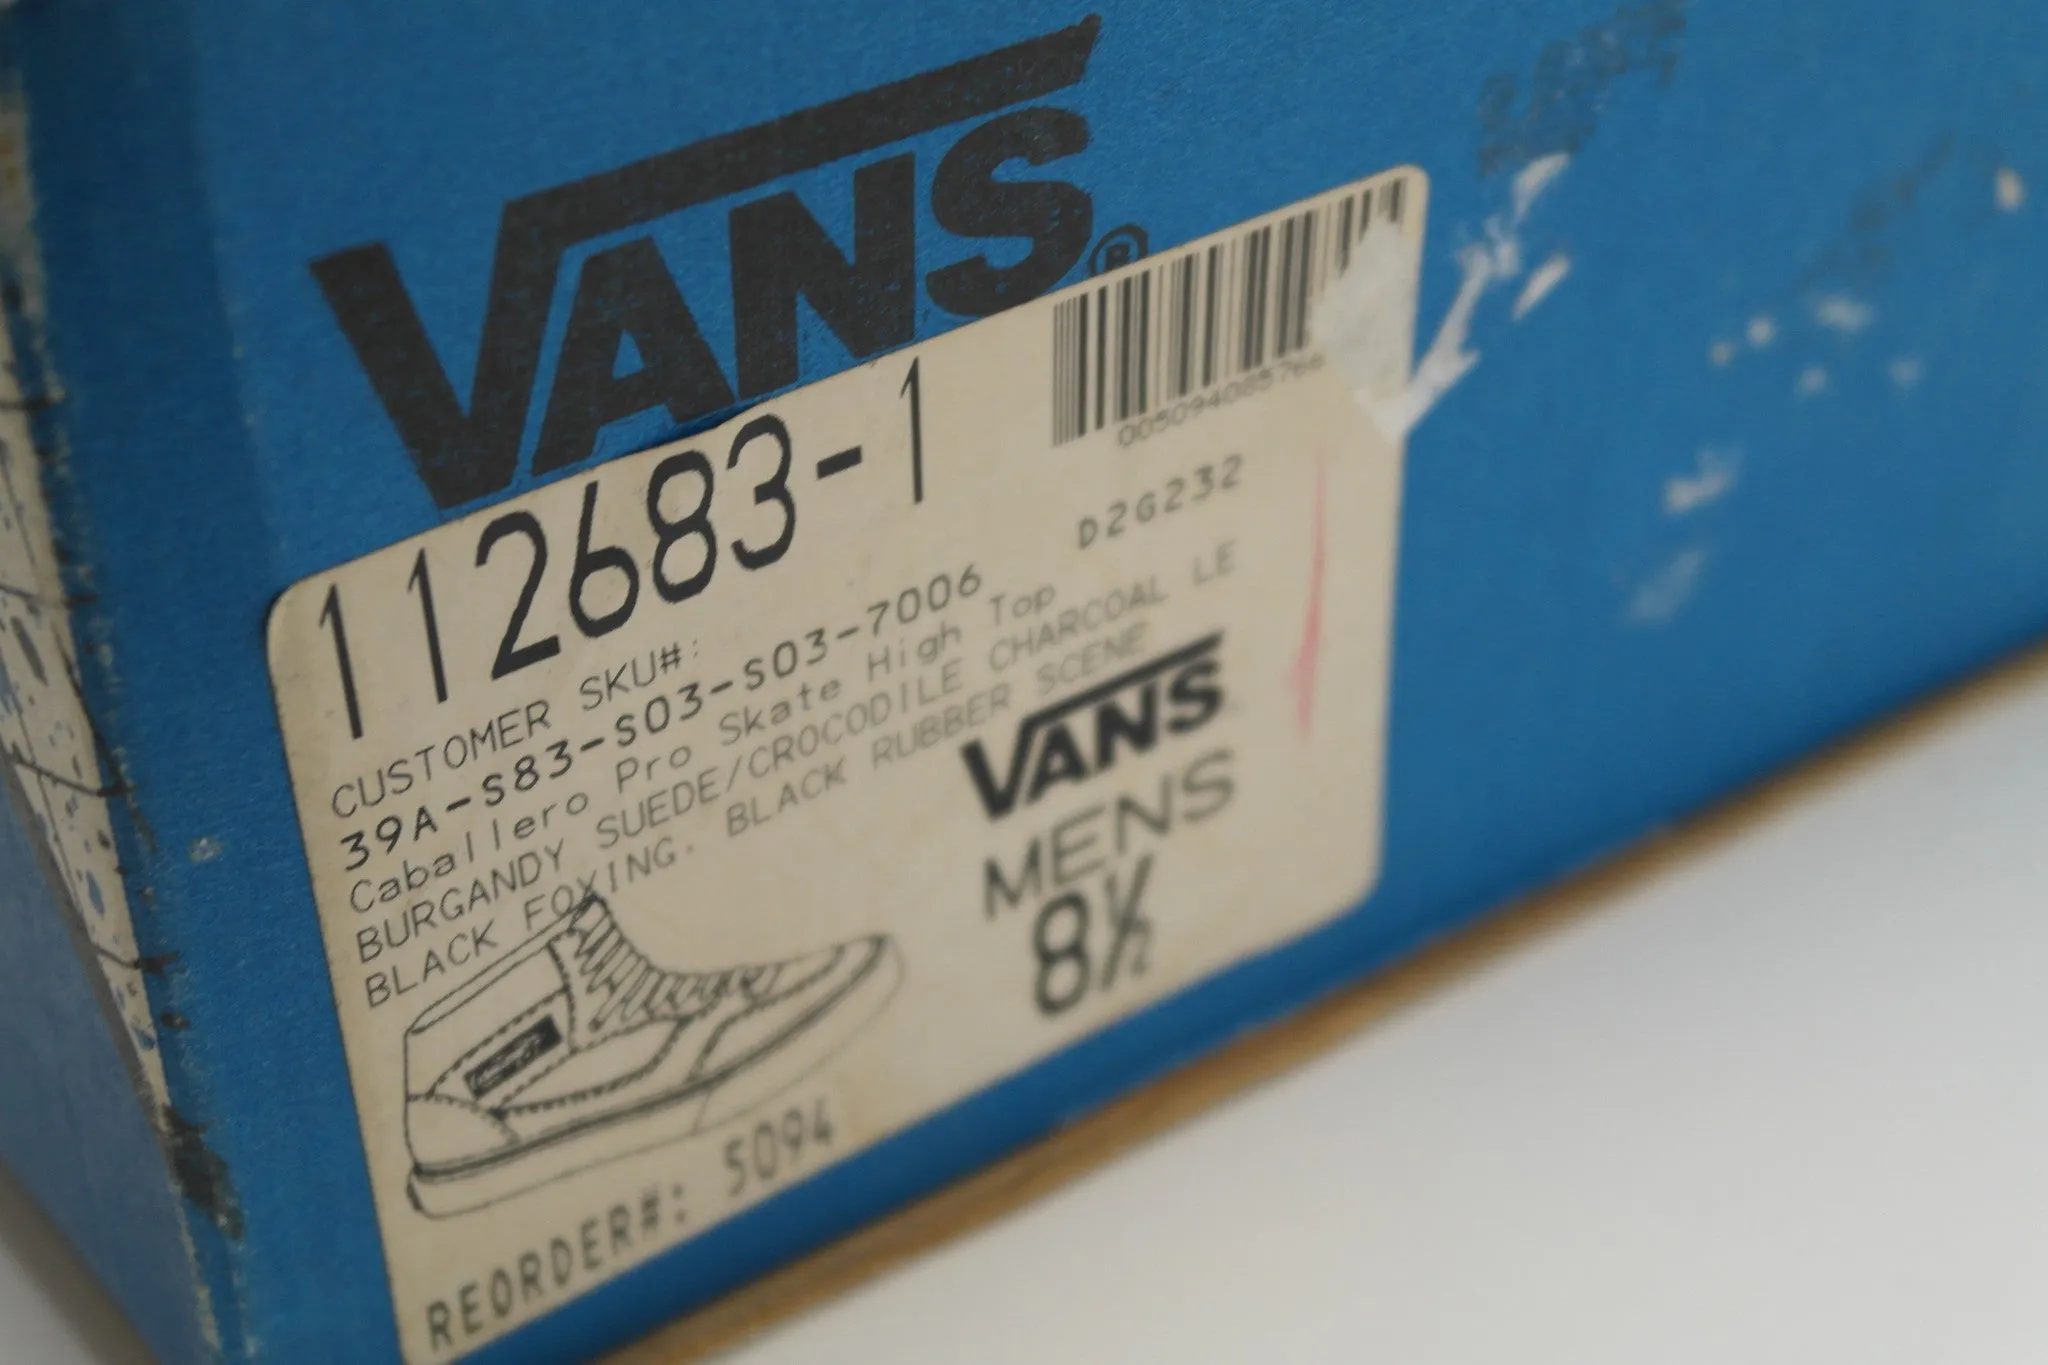 VANS®
112683-1
005094085766
D2G232
CUSTOMER SKU#:
39A-S83-S03-S03-7006
Caballero Pro Skate High Top
BURGANDY SUEDE/CROCODILE CHARCOAL LE
BLACK FOXING. BLACK RUBBER SCENE
VANS
MENS
8½
REORDER#: 5094